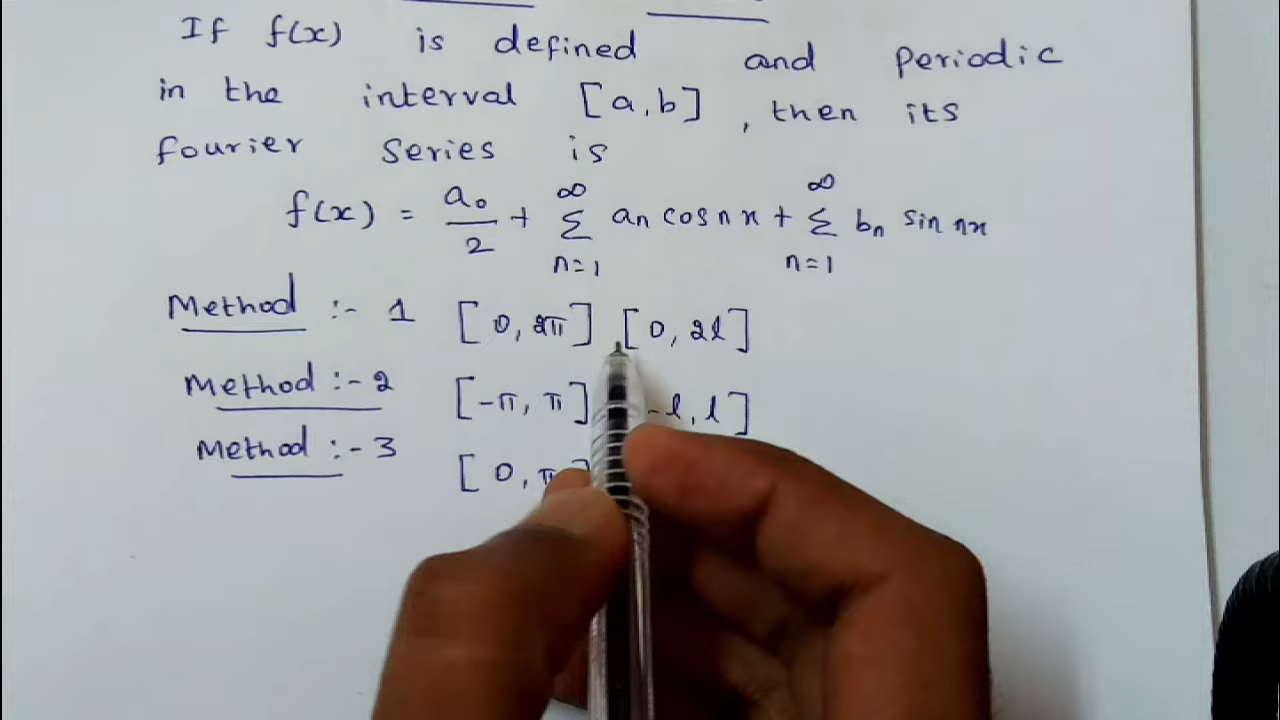 If f(x) is defined and Periodic
in the interval [a,b], then its
fourier Series is
f(x) = a₀/2 + ∞ Σ n=1 aₙ cos nx + ∞ Σ n=1 bₙ sin nx
Method :- 1 [0, 2π] [0, 2l]
Method :- 2 [-π, π] -l, l]
Method :- 3 [0, π]